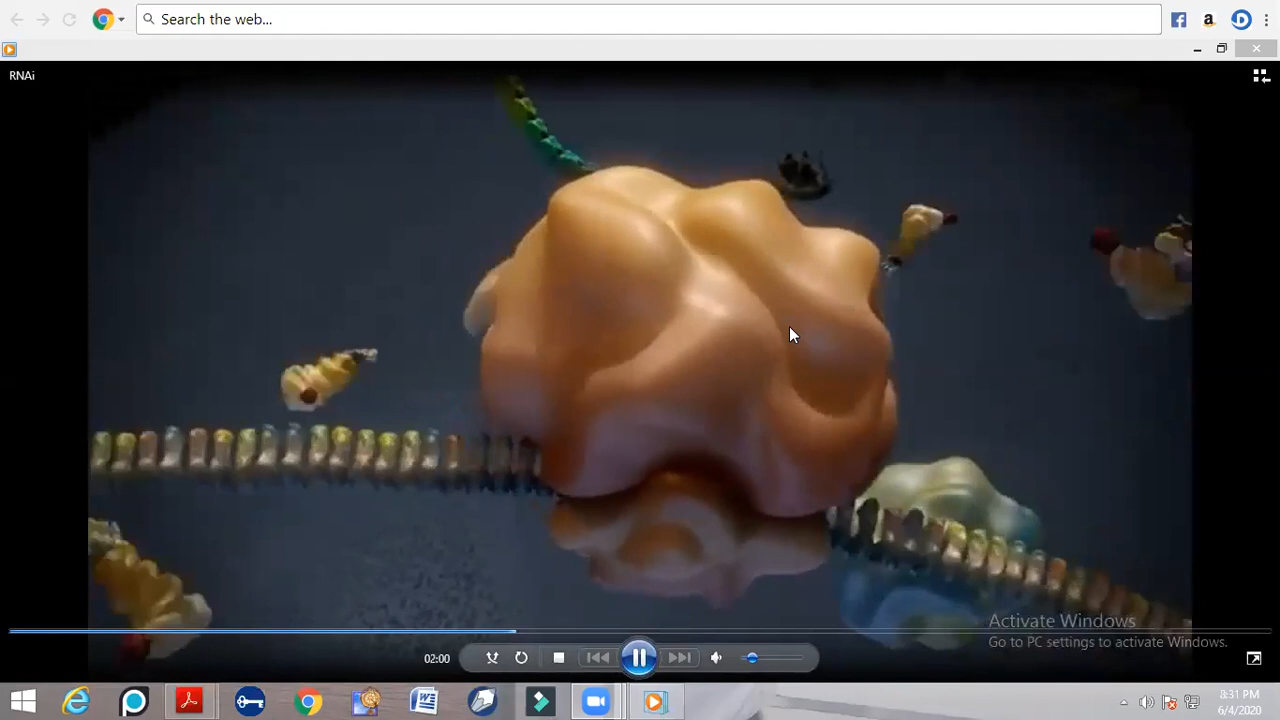 Search the web...
RNAi
Activate Windows
Go to PC settings to activate Windows.
02:00
8:31 PM
6/4/2020